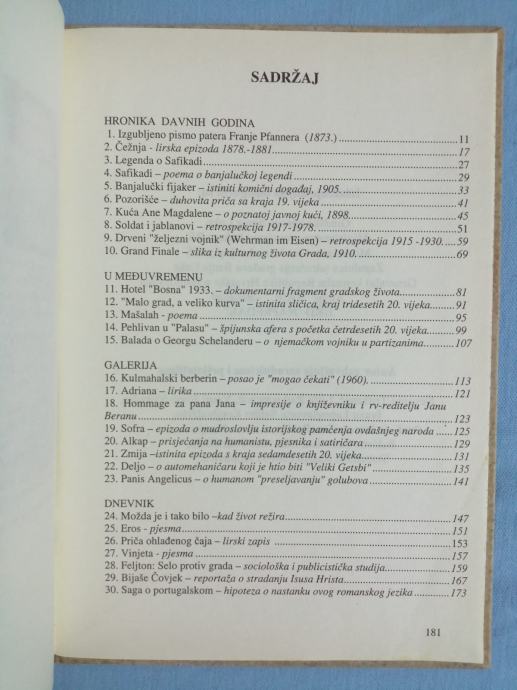 SADRŽAJ
HRONIKA DAVNIH GODINA
1. Izgubljeno pismo patera Franje Pfannera (1873.) 11
2. Čežnja - lirska epizoda 1878.-1881. 17
3. Legenda o Safikadi 27
4. Safikadi – poema o banjalučkoj legendi 29
5. Banjalučki fijaker – istiniti komični događaj, 1905. 33
6. Pozorišće – duhovita priča sa kraja 19. vijeka 41
7. Kuća Ane Magdalene – o poznatoj javnoj kući, 1898. 45
8. Soldat i jablanovi – retrospekcija 1917-1978. 51
9. Drveni "željezni vojnik" (Wehrman im Eisen) – retrospekcija 1915 -1930. 59
10. Grand Finale – slika iz kulturnog života Grada, 1910. 69
U MEĐUVREMENU
11. Hotel "Bosna" 1933. – dokumentarni fragment gradskog života. 81
12. "Malo grad, a veliko kurva" – istinita sličica, kraj tridesetih 20. vijeka 91
13. Mašalah - poema 95
14. Pehlivan u "Palasu" – špijunska afera s početka četrdesetih 20. vijeka 99
15. Balada o Georgu Schelanderu – o njemačkom vojniku u partizanima. 107
GALERIJA
16. Kulmahalski berberin – posao je "mogao čekati" (1960). 113
17. Adriana – lirika 121
18. Hommage za pana Jana – impresije o književniku i rv-reditelju Janu
Beranu 123
19. Sofra – epizoda o mudroslovlju istorijskog pamćenja ovdašnjeg naroda 125
20. Alkap – prisjećanja na humanistu, pjesnika i satiričara 129
21. Zmija –istinita epizoda s kraja sedamdesetih 20. vijeka 131
22. Deljo – o automehaničaru koji je htio biti "Veliki Getsbi" 135
23. Panis Angelicus – o humanom "preseljavanju" golubova 141
DNEVNIK
24. Možda je i tako bilo –kad život režira 147
25. Eros – pjesma 151
26. Priča ohlađenog čaja – lirski zapis 153
27. Vinjeta - pjesma 157
28. Feljton: Selo protiv grada – sociološka i publicistička studija. 159
29. Bijaše Čovjek – reportaža o stradanju Isusa Hrista 167
30. Saga o portugalskom – hipoteza o nastanku ovog romanskog jezika 173
181